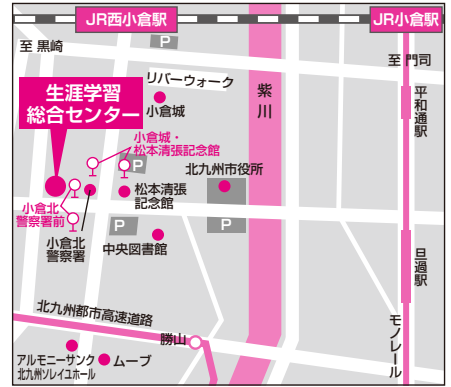 JR西小倉駅
JR小倉駅
至 黒崎
P
至 門司
リバーウォーク
小倉城
紫川
平和通駅
生涯学習
総合センター
小倉城・
松本清張記念館
P
北九州市役所
松本清張
記念館
小倉北
警察署前
P
P
小倉北
警察署
中央図書館
旦過駅
北九州都市高速道路
勝山
モノレール
アルモニーサンク
北九州ソレイユホール
ムーブ